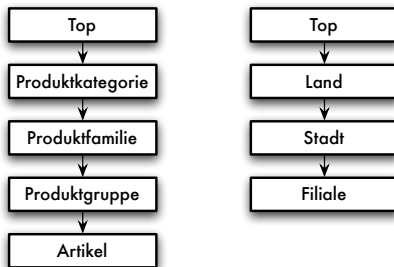 Top
Produktkategorie
Produktfamilie
Produktgruppe
Artikel
Top
Land
Stadt
Filiale